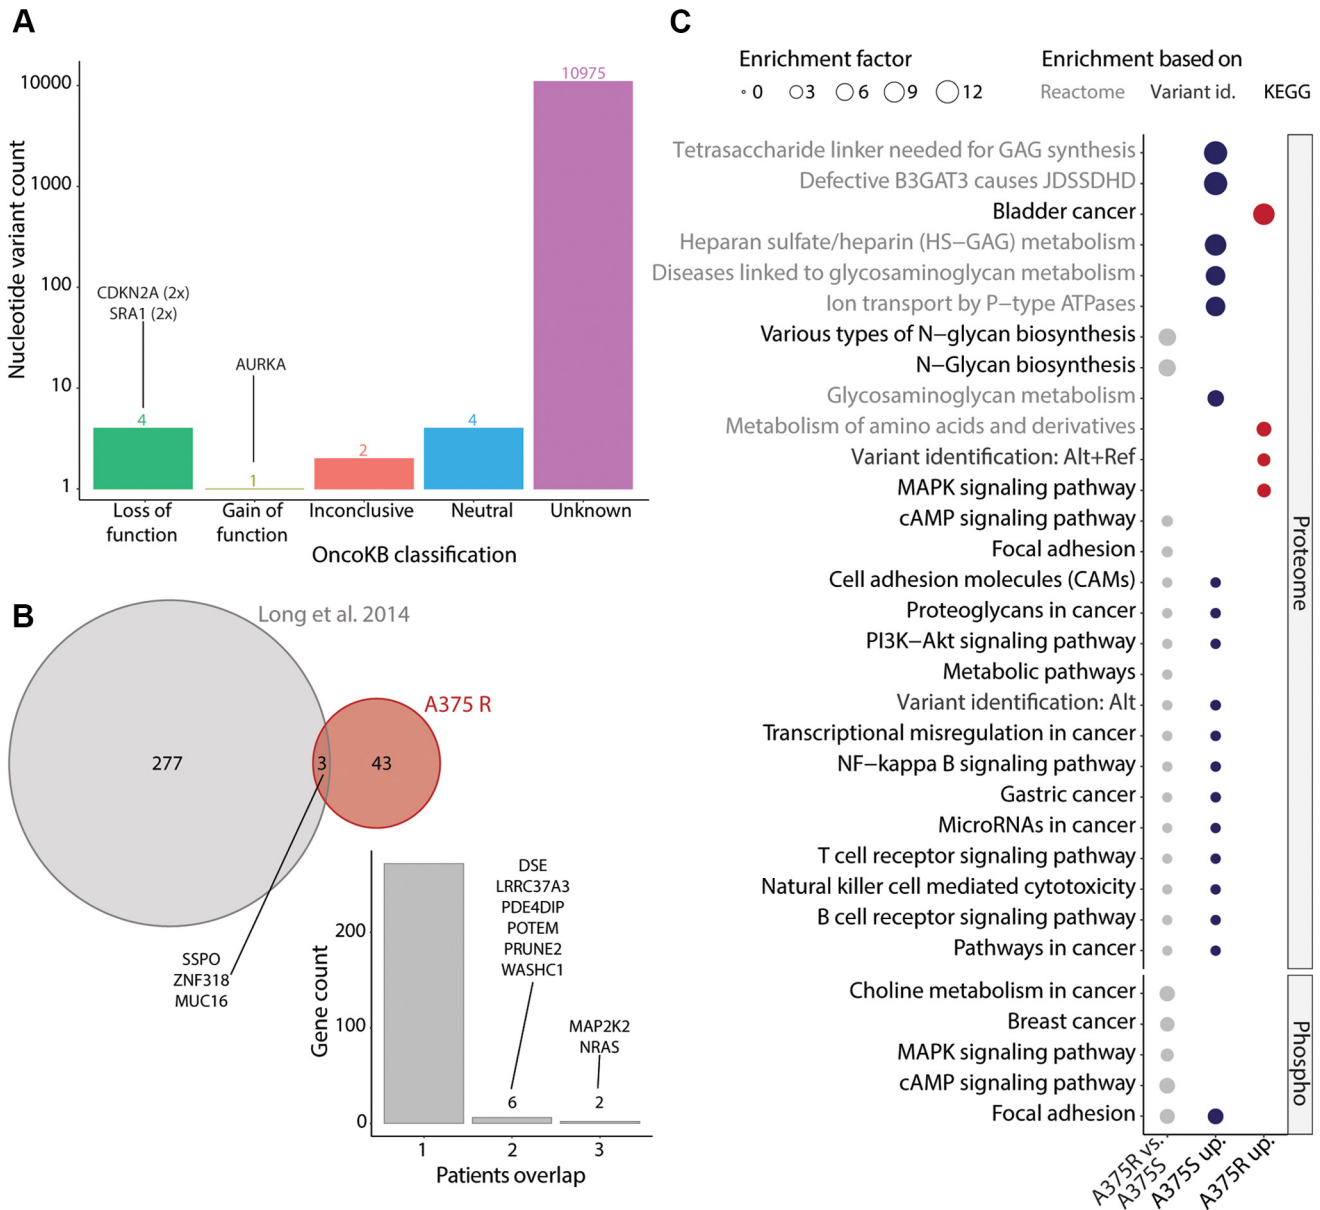 A
10000
1000
100
10
1
Nucleotide variant count
10975
CDKN2A (2x)
SRA1 (2x)
AURKA
4
1
2
4
Loss of
function
Gain of
function
Inconclusive
Neutral
Unknown
OncoKB classification
B
Long et al. 2014
A375 R
277
3
43
SSPO
ZNF318
MUC16
Gene count
200
100
0
DSE
LRRC37A3
PDE4DIP
POTEM
PRUNE2
WASHC1
MAP2K2
NRAS
6
2
1
2
3
Patients overlap
C
Enrichment factor
0
3
6
9
12
Enrichment based on
Reactome
Variant id.
KEGG
Tetrasaccharide linker needed for GAG synthesis
Defective B3GAT3 causes JDSSDHD
Bladder cancer
Heparan sulfate/heparin (HS−GAG) metabolism
Diseases linked to glycosaminoglycan metabolism
Ion transport by P−type ATPases
Various types of N−glycan biosynthesis
N−Glycan biosynthesis
Glycosaminoglycan metabolism
Metabolism of amino acids and derivatives
Variant identification: Alt+Ref
MAPK signaling pathway
cAMP signaling pathway
Focal adhesion
Cell adhesion molecules (CAMs)
Proteoglycans in cancer
PI3K−Akt signaling pathway
Metabolic pathways
Variant identification: Alt
Transcriptional misregulation in cancer
NF−kappa B signaling pathway
Gastric cancer
MicroRNAs in cancer
T cell receptor signaling pathway
Natural killer cell mediated cytotoxicity
B cell receptor signaling pathway
Pathways in cancer
Proteome
Choline metabolism in cancer
Breast cancer
MAPK signaling pathway
cAMP signaling pathway
Focal adhesion
Phospho
A375R vs.
A375S
A375S up.
A375R up.